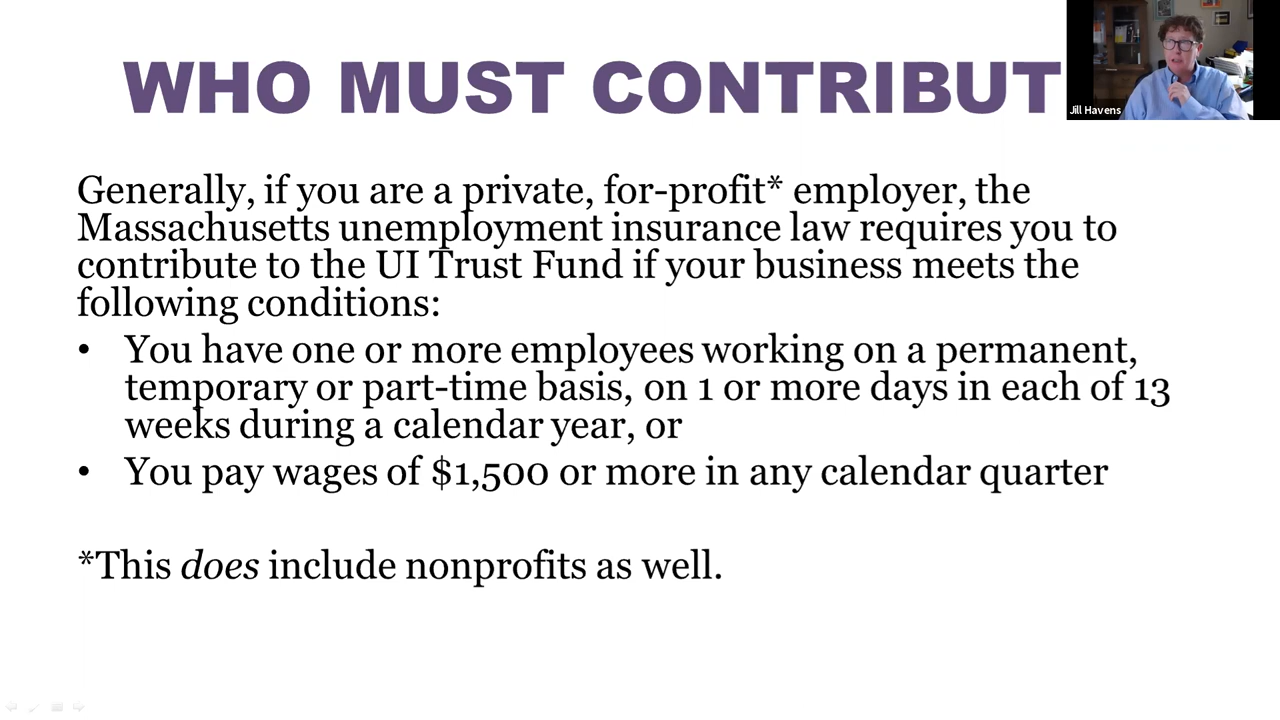 WHO MUST CONTRIBUT
Jill Havens
Generally, if you are a private, for-profit* employer, the
Massachusetts unemployment insurance law requires you to
contribute to the UI Trust Fund if your business meets the
following conditions:
• You have one or more employees working on a permanent,
temporary or part-time basis, on 1 or more days in each of 13
weeks during a calendar year, or
• You pay wages of $1,500 or more in any calendar quarter
*This does include nonprofits as well.